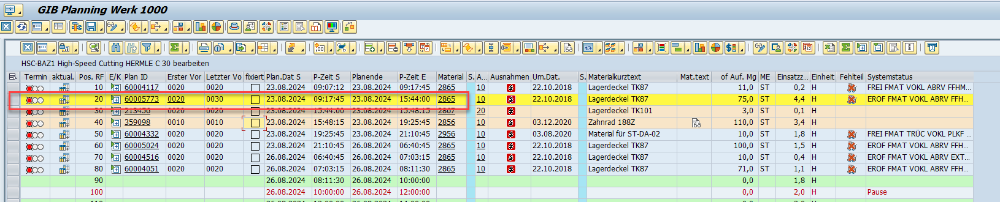 GIB Planning Werk 1000
HSC-BAZ1 High-Speed Cutting HERMLE C 30 bearbeiten
Termin aktual. Pos. RF E/K Plan ID Erster Vor Letzter Vo fixiert Plan.Dat S P-Zeit S Planende P-Zeit E Material S. A... Ausnahmen Um.Dat. S. Materialkurztext Mat.text of Auf. Mg ME Einsatzz... Einheit Fehlteil Systemstatus
10 60004117 0020 0020 23.08.2024 09:07:12 23.08.2024 09:17:45 2865 10 22.10.2018 Lagerdeckel TK87 11,0 ST 0,2 H FREI FMAT VOKL ABRV FFHM...
20 60005773 0020 0030 23.08.2024 09:17:45 23.08.2024 15:44:00 2865 10 22.10.2018 Lagerdeckel TK87 75,0 ST 4,4 H EROF FMAT VOKL ABRV FFH...
30 213456 0020 0020 23.08.2024 15:44:00 23.08.2024 15:48:15 2867 20 Lagerdeckel TK101 3,0 ST 0,1 H
40 359098 0010 0010 23.08.2024 15:48:15 23.08.2024 19:25:45 2856 10 03.12.2020 Zahnrad 188Z 110,0 ST 3,4 H
50 60004332 0020 0020 23.08.2024 19:25:45 23.08.2024 21:10:45 2956 10 03.08.2020 Material für ST-DA-02 10,0 ST 1,8 H FREI FMAT TRÜC VOKL PLKF ...
60 60005024 0020 0020 23.08.2024 21:10:45 26.08.2024 06:40:45 2865 10 22.10.2018 Lagerdeckel TK87 100,0 ST 1,5 H EROF FMAT VOKL ABRV FFH...
70 60004516 0020 0020 26.08.2024 06:40:45 26.08.2024 07:03:15 2865 10 22.10.2018 Lagerdeckel TK87 10,0 ST 0,4 H EROF FMAT VOKL ABRV EXT...
80 60004051 0020 0020 26.08.2024 07:03:15 26.08.2024 08:11:30 2865 10 22.10.2018 Lagerdeckel TK87 71,0 ST 1,1 H EROF FMAT VOKL ABRV FFH...
90 26.08.2024 08:11:30 26.08.2024 10:00:00 0,0 1,8 H
100 26.08.2024 10:00:00 26.08.2024 12:00:00 0,0 2,0 H Pause